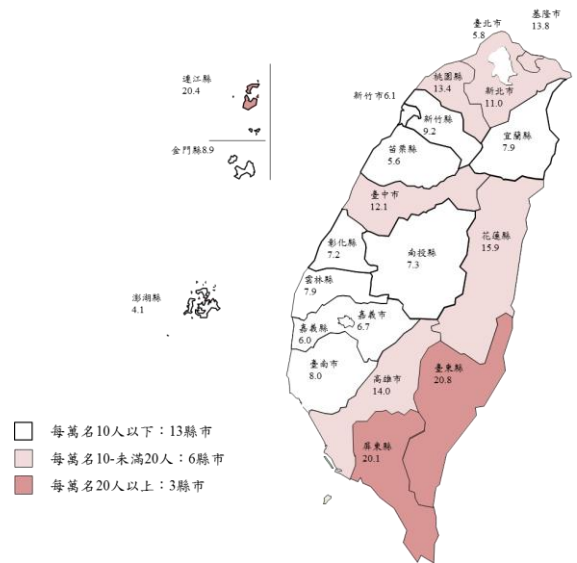 基隆市
13.8
臺北市
5.8
連江縣
20.4
桃園縣
13.4
新北市
11.0
新竹市6.1
新竹縣
9.2
宜蘭縣
7.9
金門縣8.9
苗栗縣
5.6
臺中市
12.1
花蓮縣
15.9
彰化縣
7.2
南投縣
7.3
雲林縣
7.9
澎湖縣
4.1
嘉義市
6.7
嘉義縣
6.0
臺南市
8.0
臺東縣
20.8
高雄市
14.0
屏東縣
20.1
每萬名10人以下：13縣市
每萬名10-未滿20人：6縣市
每萬名20人以上：3縣市